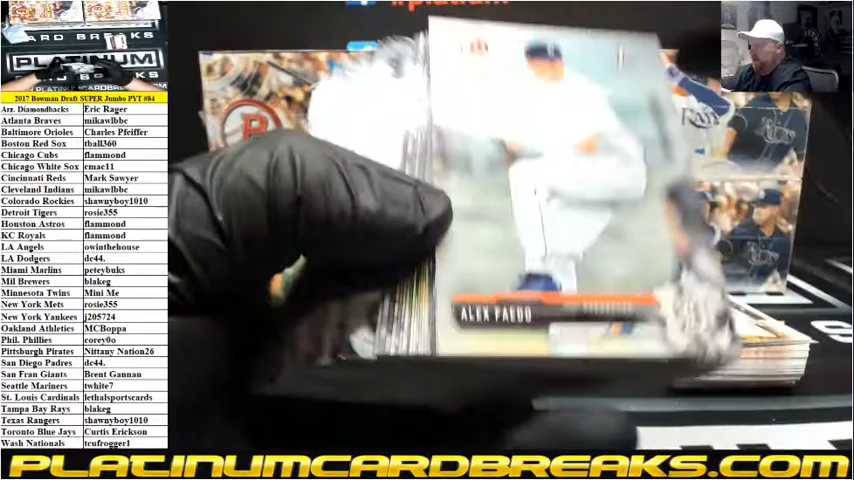 #platinum
CARD BREAKS
PLATINUM
CARD BREAKS
2017 Bowman Draft SUPER Jumbo PYT #84
Arz. Diamondbacks Eric Rager
Atlanta Braves mikawlbbc
Baltimore Orioles Charles Pfeiffer
Boston Red Sox tball360
Chicago Cubs flammond
Chicago White Sox cmac11
Cincinnati Reds Mark Sawyer
Cleveland Indians mikawlbbc
Colorado Rockies shawnyboy1010
Detroit Tigers rosie355
Houston Astros flammond
KC Royals flammond
LA Angels owinthehouse
LA Dodgers dc44.
Miami Marlins peteybuks
Mil Brewers blakeg
Minnesota Twins Mini Me
New York Mets rosie355
New York Yankees j205724
Oakland Athletics MCBoppa
Phil. Phillies corey0o
Pittsburgh Pirates Nittany Nation26
San Diego Padres dc44.
San Fran Giants Brent Gannan
Seattle Mariners twhite7
St. Louis Cardinals lethalsportscards
Tampa Bay Rays blakeg
Texas Rangers shawnyboy1010
Toronto Blue Jays Curtis Erickson
Wash Nationals tcufrogger1
ALEX FAEDO
PLATINUMCARDBREAKS.COM